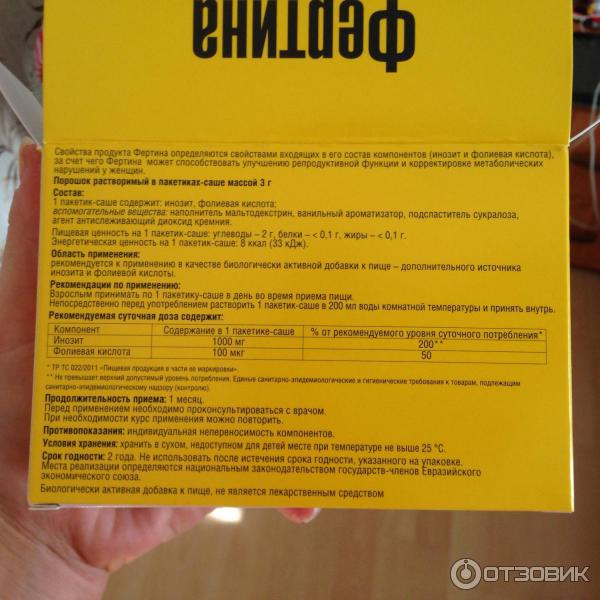 Фертина
Свойства продукта Фертина определяются свойствами входящих в его состав компонентов (инозит и фолиевая кислота),
за счет чего Фертина может способствовать улучшению репродуктивной функции и корректировке метаболических
нарушений у женщин.
Порошок растворимый в пакетиках-саше массой 3 г
Состав:
1 пакетик-саше содержит: инозит, фолиевая кислота;
вспомогательные вещества: наполнитель мальтодекстрин, ванильный ароматизатор, подсластитель сукралоза,
агент антислеживающий диоксид кремния.
Пищевая ценность на 1 пакетик-саше: углеводы – 2 г, белки – < 0,1 г, жиры – < 0,1 г.
Энергетическая ценность на 1 пакетик-саше: 8 ккал (33 кДж).
Область применения:
рекомендуется к применению в качестве биологически активной добавки к пище – дополнительного источника
инозита и фолиевой кислоты.
Рекомендации по применению:
Взрослым принимать по 1 пакетику-саше в день во время приема пищи.
Непосредственно перед употреблением растворить 1 пакетик-саше в 200 мл воды комнатной температуры и принять внутрь.
Рекомендуемая суточная доза содержит:
Компонент Содержание в 1 пакетике-саше % от рекомендуемого уровня суточного потребления*
Инозит 1000 мг 200**
Фолиевая кислота 100 мкг 50
* ТР ТС 022/2011 «Пищевая продукция в части ее маркировки».
** Не превышает верхний допустимый уровень потребления. Единые санитарно-эпидемиологические и гигиенические требования к товарам, подлежащим
санитарно-эпидемиологическому надзору (контролю).
Продолжительность приема: 1 месяц.
Перед применением необходимо проконсультироваться с врачом.
При необходимости курс применения можно повторить.
Противопоказания: индивидуальная непереносимость компонентов.
Условия хранения: хранить в сухом, недоступном для детей месте при температуре не выше 25 °С.
Срок годности: 2 года. Не использовать после истечения срока годности, указанного на упаковке.
Места реализации определяются национальным законодательством государств-членов Евразийского
экономического союза.
Биологически активная добавка к пище, не является лекарственным средством
ОТЗОВИК